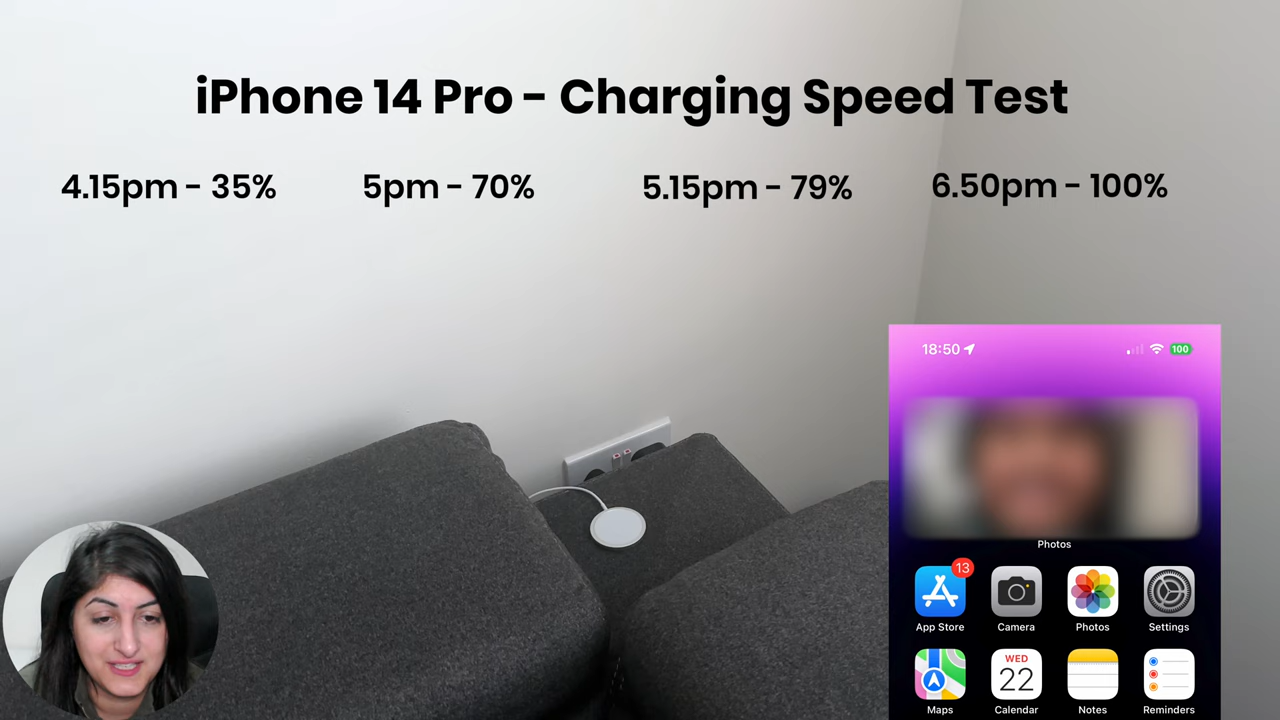 iPhone 14 Pro - Charging Speed Test
4.15pm - 35% 5pm - 70% 5.15pm - 79% 6.50pm - 100%
18:50 100
Photos
13
App Store Camera Photos Settings
WED
22
Maps Calendar Notes Reminders